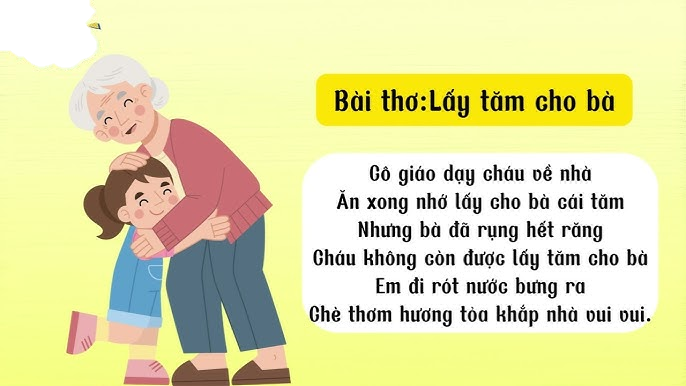 Bài thơ:Lấy tăm cho bà
Cô giáo dạy cháu về nhà
Ăn xong nhớ lấy cho bà cái tăm
Nhưng bà đã rụng hết răng
Cháu không còn được lấy tăm cho bà
Em đi rót nước bưng ra
Chè thơm hương tòa khắp nhà vui vui.